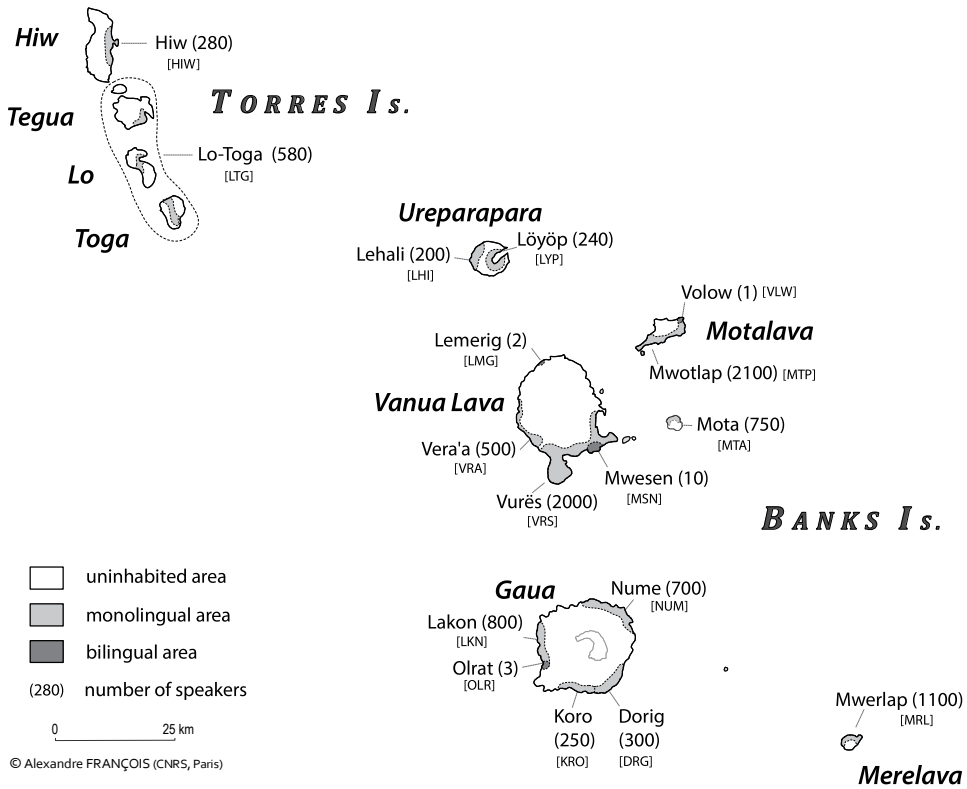 Hiw
Hiw (280)
[HIW]
TORRES Is.
Tegua
Lo-Toga (580)
[LTG]
Lo
Toga
Ureparapara
Löyöp (240)
[LYP]
Lehali (200)
[LHI]
Volow (1) [VLW]
Motalava
Lemerig (2)
[LMG]
Mwotlap (2100) [MTP]
Vanua Lava
Mota (750)
[MTA]
Vera'a (500)
[VRA]
Mwesen (10)
[MSN]
Vurës (2000)
[VRS]
BANKS Is.
uninhabited area
monolingual area
bilingual area
(280) number of speakers
0 25 km
© Alexandre FRANÇOIS (CNRS, Paris)
Gaua
Nume (700)
[NUM]
Lakon (800)
[LKN]
Olrat (3)
[OLR]
Koro
(250)
[KRO]
Dorig
(300)
[DRG]
Mwerlap (1100)
[MRL]
Merelava